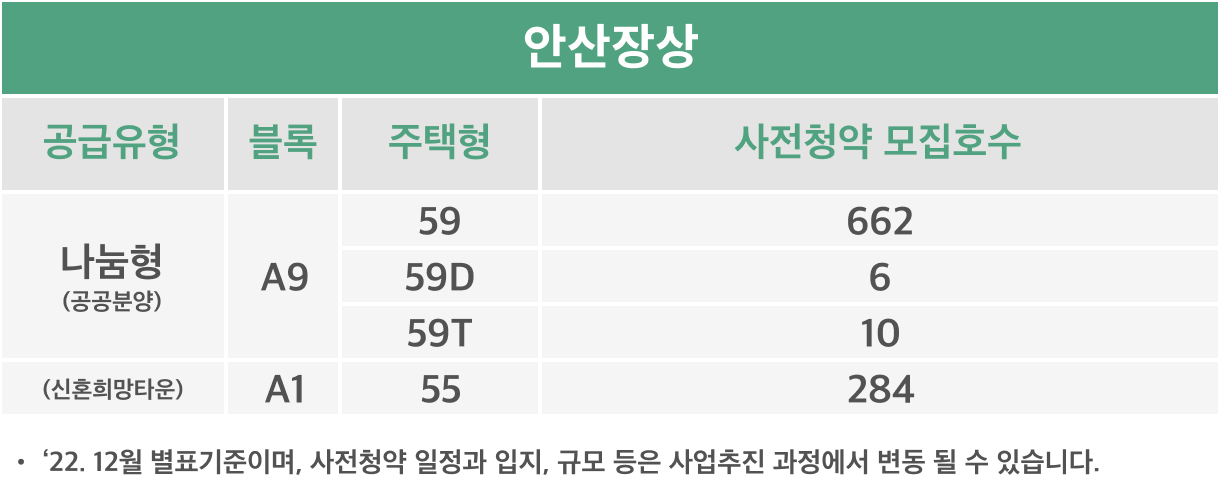 안산장상
공급유형 블록 주택형 사전청약 모집호수
나눔형
(공공분양)
A9
59 662
59D 6
59T 10
(신혼희망타운) A1 55 284
• ‘22. 12월 별표기준이며, 사전청약 일정과 입지, 규모 등은 사업추진 과정에서 변동 될 수 있습니다.